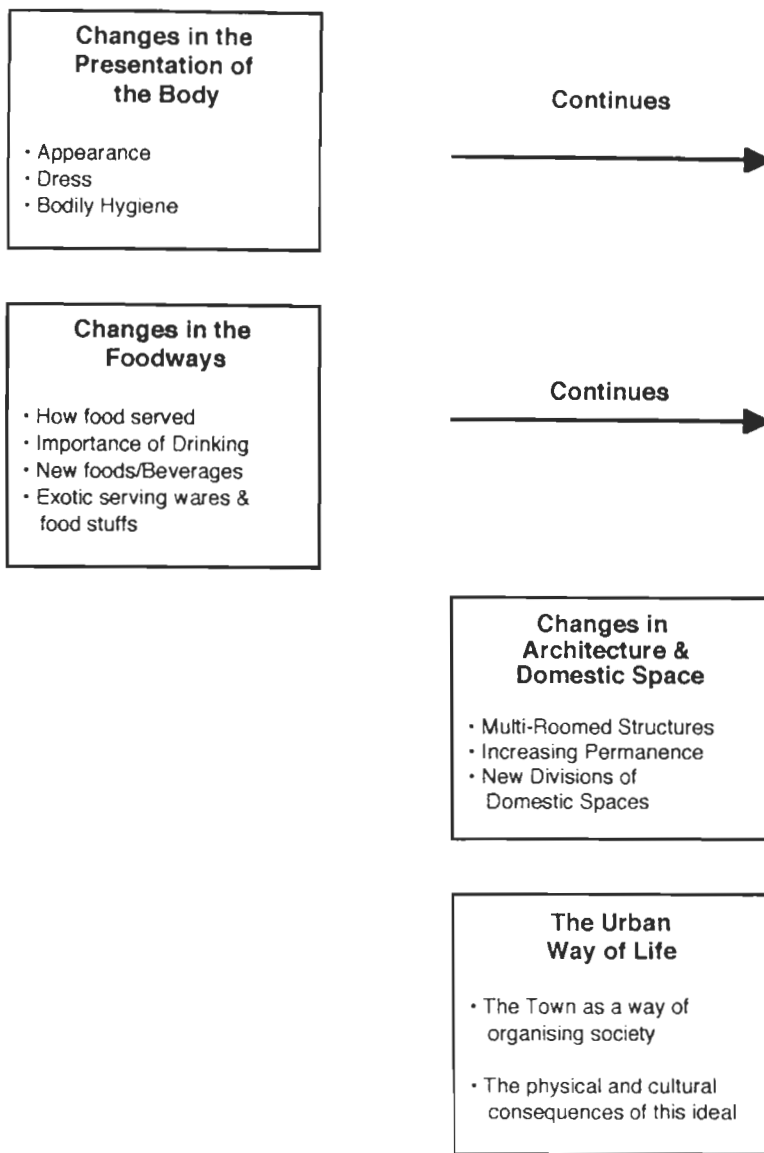 Changes in the
Presentation of
the Body
· Appearance
· Dress
· Bodily Hygiene
Continues
Changes in the
Foodways
· How food served
· Importance of Drinking
· New foods/Beverages
· Exotic serving wares &
food stuffs
Continues
Changes in
Architecture &
Domestic Space
· Multi-Roomed Structures
· Increasing Permanence
· New Divisions of
Domestic Spaces
The Urban
Way of Life
· The Town as a way of
organising society
· The physical and cultural
consequences of this ideal